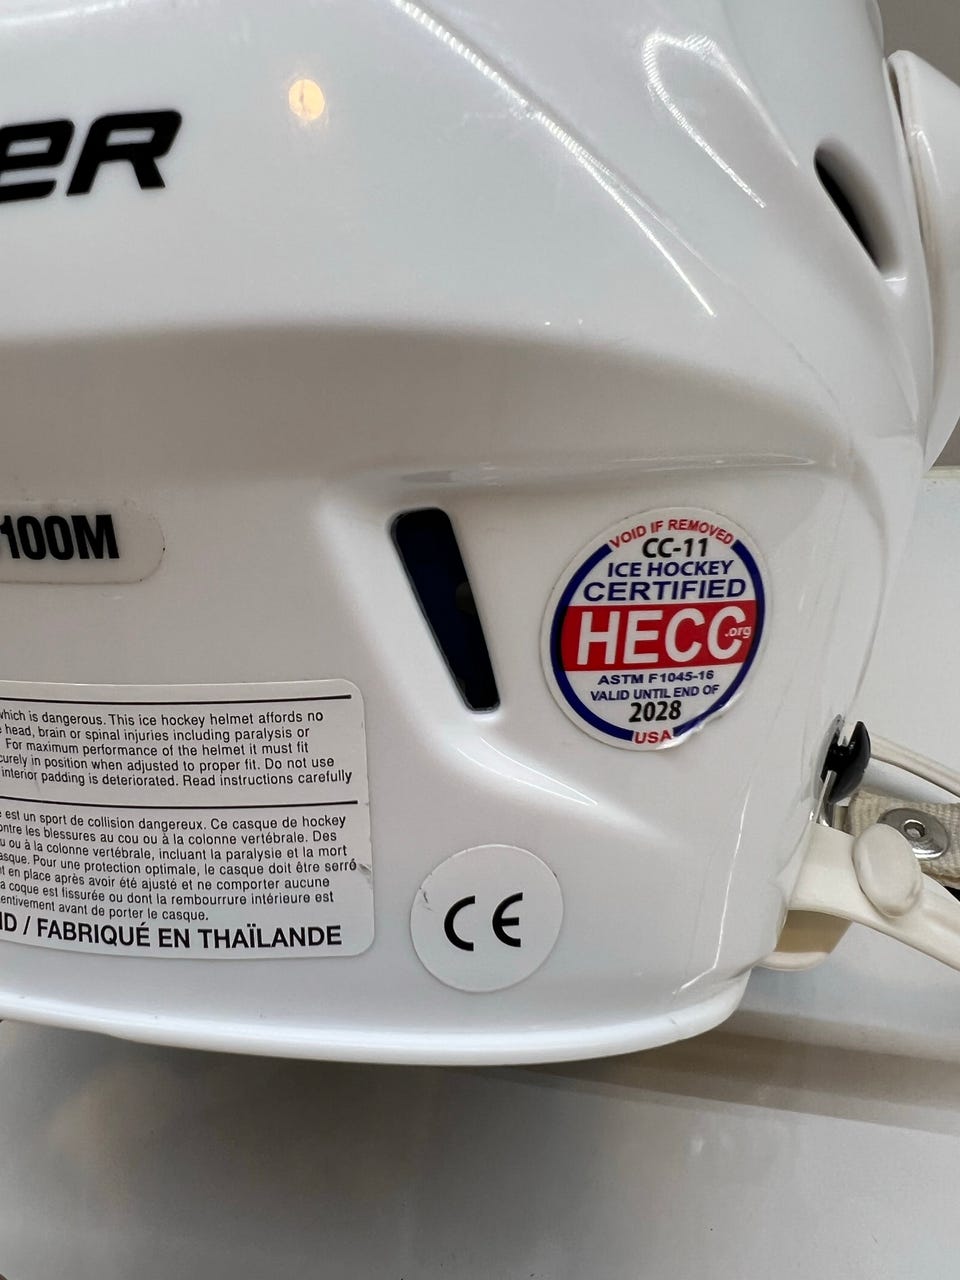 ER
100M
VOID IF REMOVED
CC-11
ICE HOCKEY
CERTIFIED
HECC.org
ASTM F1045-16
VALID UNTIL END OF
2028
USA
which is dangerous. This ice hockey helmet affords no
head, brain or spinal injuries including paralysis or
For maximum performance of the helmet it must fit
curely in position when adjusted to proper fit. Do not use
interior padding is deteriorated. Read instructions carefully
est un sport de collision dangereux. Ce casque de hockey
ontre les blessures au cou ou à la colonne vertébrale. Des
u ou à la colonne vertébrale, incluant la paralysie et la mort
asque. Pour une protection optimale, le casque doit être serré
t en place après avoir été ajusté et ne comporter aucune
a coque est fissurée ou dont la rembourrure intérieure est
entivement avant de porter le casque.
ND / FABRIQUÉ EN THAÏLANDE
CE